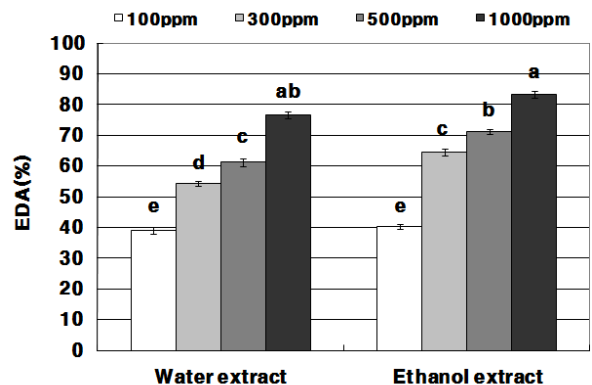 100ppm 300ppm 500ppm 1000ppm
100
90
80
70
60
50
40
30
20
10
0
EDA(%)
e d c ab
e c b a
Water extract Ethanol extract